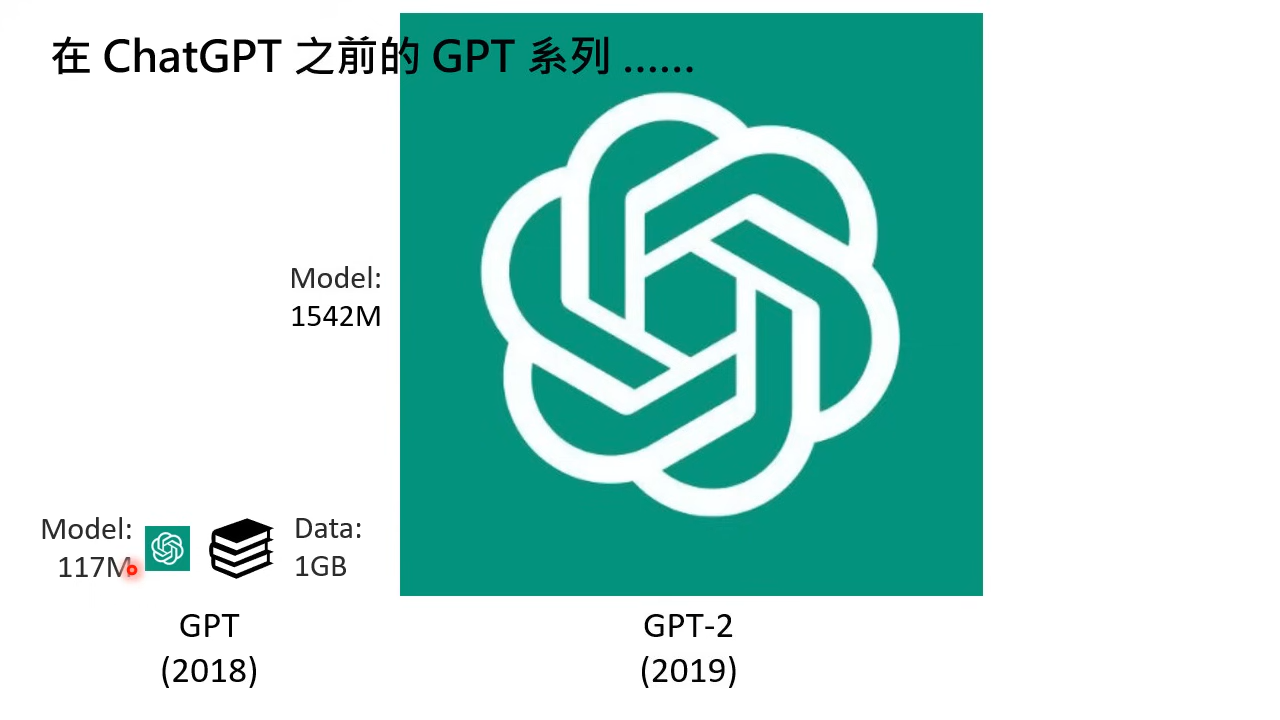 在 ChatGPT 之前的 GPT 系列 ......
Model:
1542M
Model:
117M
Data:
1GB
GPT
(2018)
GPT-2
(2019)